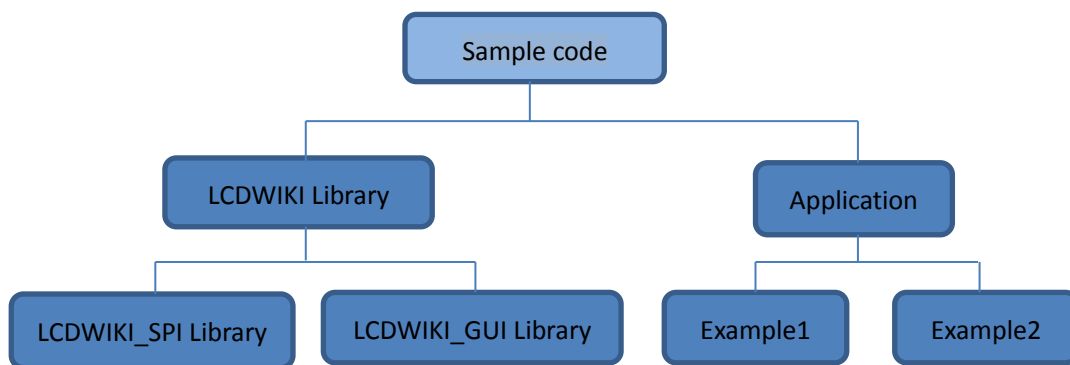 Sample code
LCDWIKI Library
Application
LCDWIKI_SPI Library
LCDWIKI_GUI Library
Example1
Example2